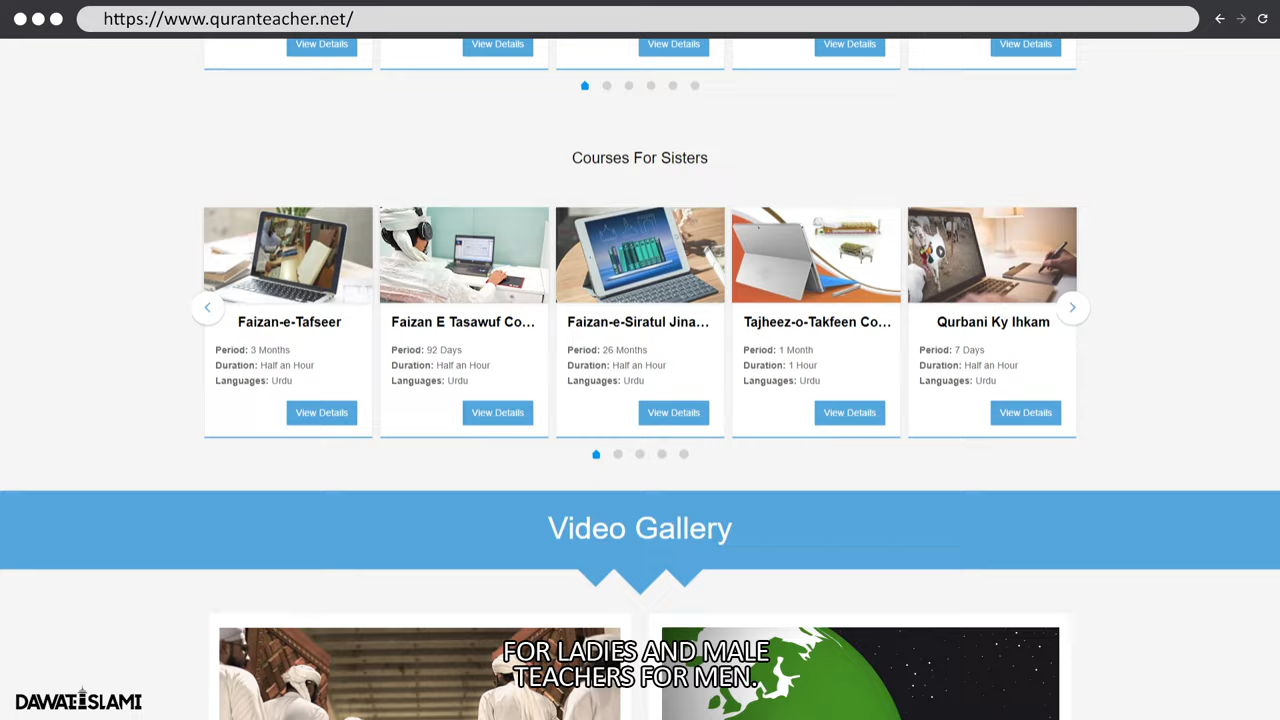 https://www.quranteacher.net/
View Details View Details View Details View Details View Details
Courses For Sisters
Faizan-e-Tafseer
Period: 3 Months
Duration: Half an Hour
Languages: Urdu
View Details
Faizan E Tasawuf Co...
Period: 92 Days
Duration: Half an Hour
Languages: Urdu
View Details
Faizan-e-Siratul Jina...
Period: 26 Months
Duration: Half an Hour
Languages: Urdu
View Details
Tajheez-o-Takfeen Co...
Period: 1 Month
Duration: 1 Hour
Languages: Urdu
View Details
Qurbani Ky Ihkam
Period: 7 Days
Duration: Half an Hour
Languages: Urdu
View Details
Video Gallery
FOR LADIES AND MALE
TEACHERS FOR MEN.
DAWAT-E-ISLAMI